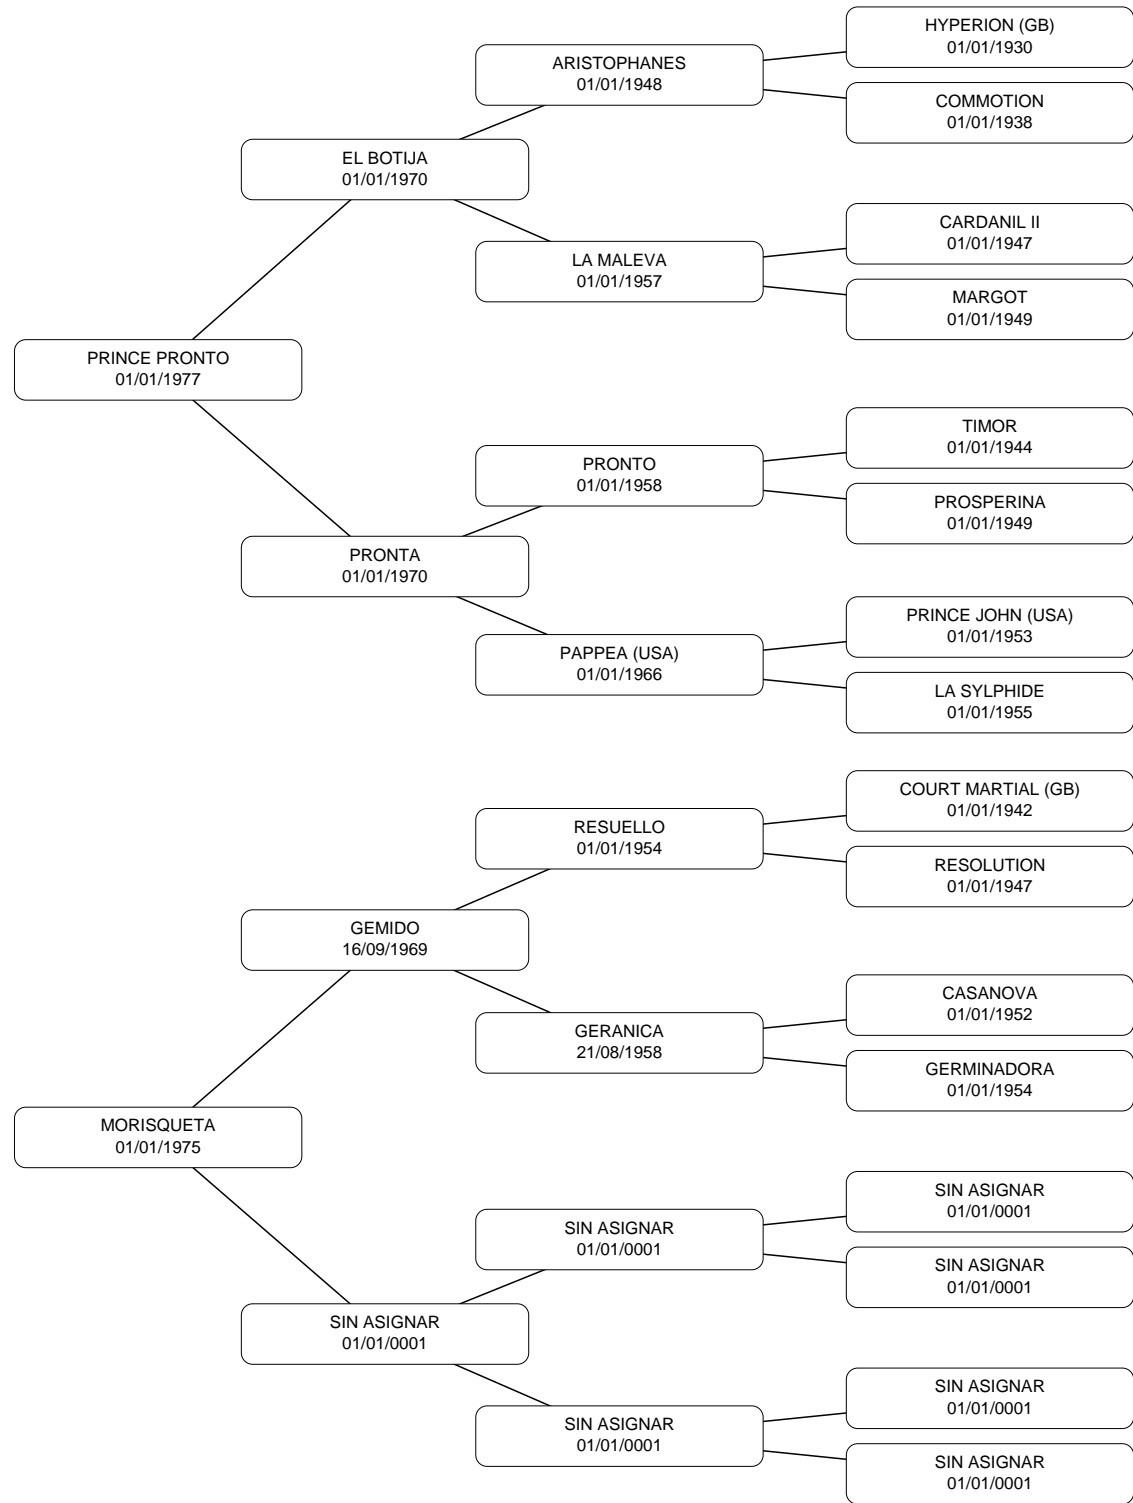 HYPERION (GB)
01/01/1930
ARISTOPHANES
01/01/1948
COMMOTION
01/01/1938
EL BOTIJA
01/01/1970
CARDANIL II
01/01/1947
LA MALEVA
01/01/1957
MARGOT
01/01/1949
PRINCE PRONTO
01/01/1977
TIMOR
01/01/1944
PRONTO
01/01/1958
PROSPERINA
01/01/1949
PRONTA
01/01/1970
PRINCE JOHN (USA)
01/01/1953
PAPPEA (USA)
01/01/1966
LA SYLPHIDE
01/01/1955
COURT MARTIAL (GB)
01/01/1942
RESUELLO
01/01/1954
RESOLUTION
01/01/1947
GEMIDO
16/09/1969
CASANOVA
01/01/1952
GERANICA
21/08/1958
GERMINADORA
01/01/1954
MORISQUETA
01/01/1975
SIN ASIGNAR
01/01/0001
SIN ASIGNAR
01/01/0001
SIN ASIGNAR
01/01/0001
SIN ASIGNAR
01/01/0001
SIN ASIGNAR
01/01/0001
SIN ASIGNAR
01/01/0001
SIN ASIGNAR
01/01/0001